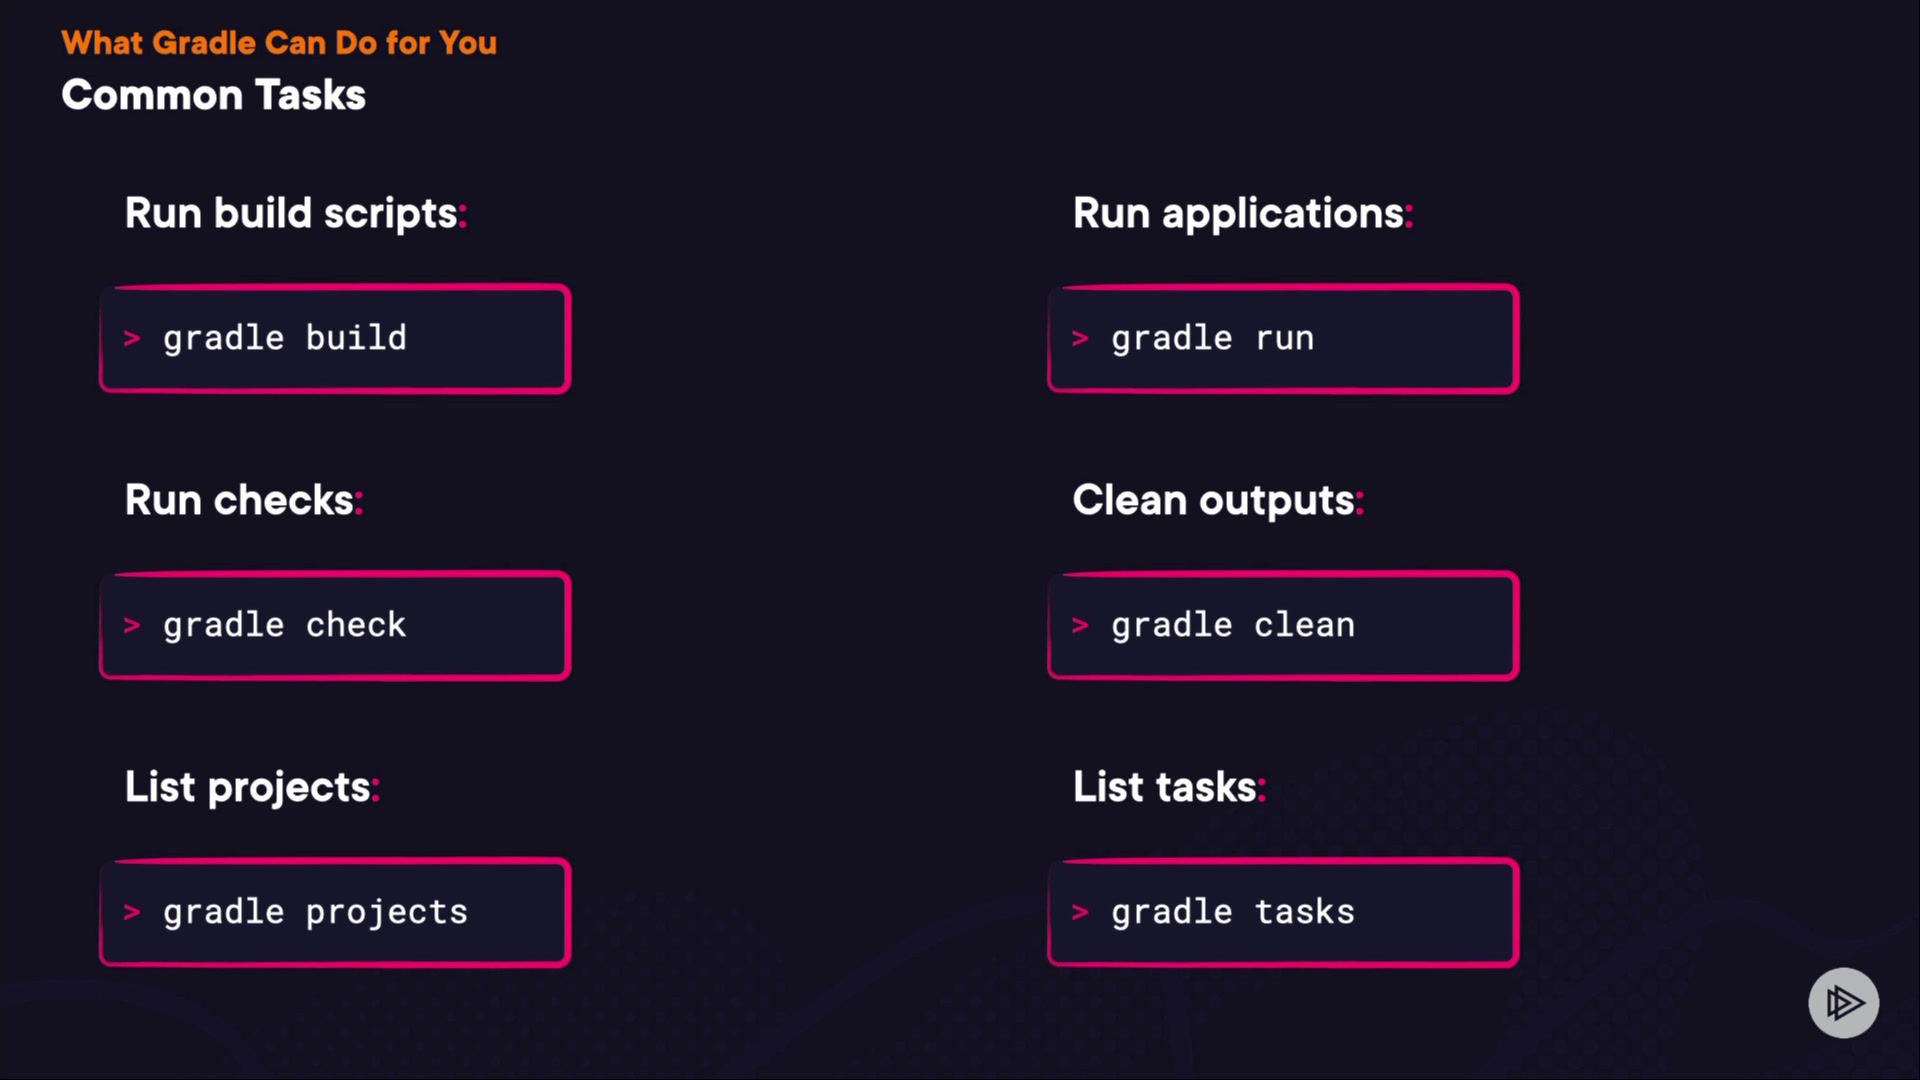 What Gradle Can Do for You
Common Tasks
Run build scripts:
> gradle build
Run applications:
> gradle run
Run checks:
> gradle check
Clean outputs:
> gradle clean
List projects:
> gradle projects
List tasks:
> gradle tasks